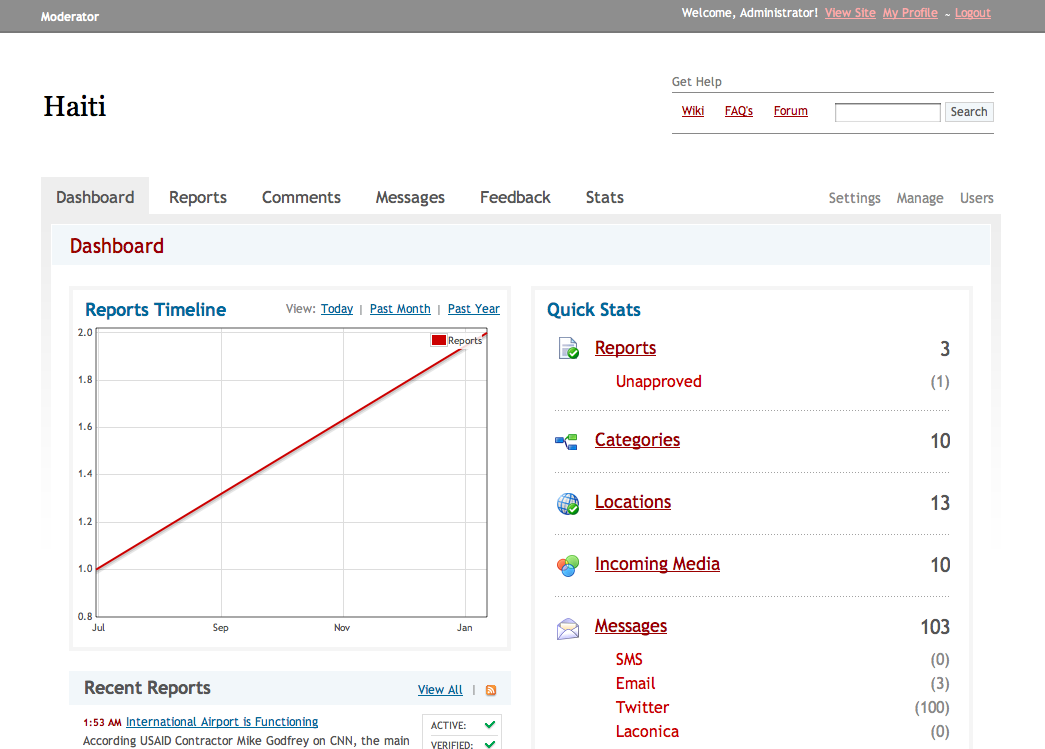 Moderator
Welcome, Administrator! View Site My Profile ~ Logout
Haiti
Get Help
Wiki FAQ's Forum Search
Dashboard Reports Comments Messages Feedback Stats Settings Manage Users
Dashboard
Reports Timeline View: Today | Past Month | Past Year
Reports
2.0
1.8
1.6
1.4
1.2
1.0
0.8
Jul Sep Nov Jan
Recent Reports View All |
1:53 AM International Airport is Functioning
According USAID Contractor Mike Godfrey on CNN, the main
ACTIVE:
VERIFIED:
Quick Stats
Reports 3
Unapproved (1)
Categories 10
Locations 13
Incoming Media 10
Messages 103
SMS (0)
Email (3)
Twitter (100)
Laconica (0)